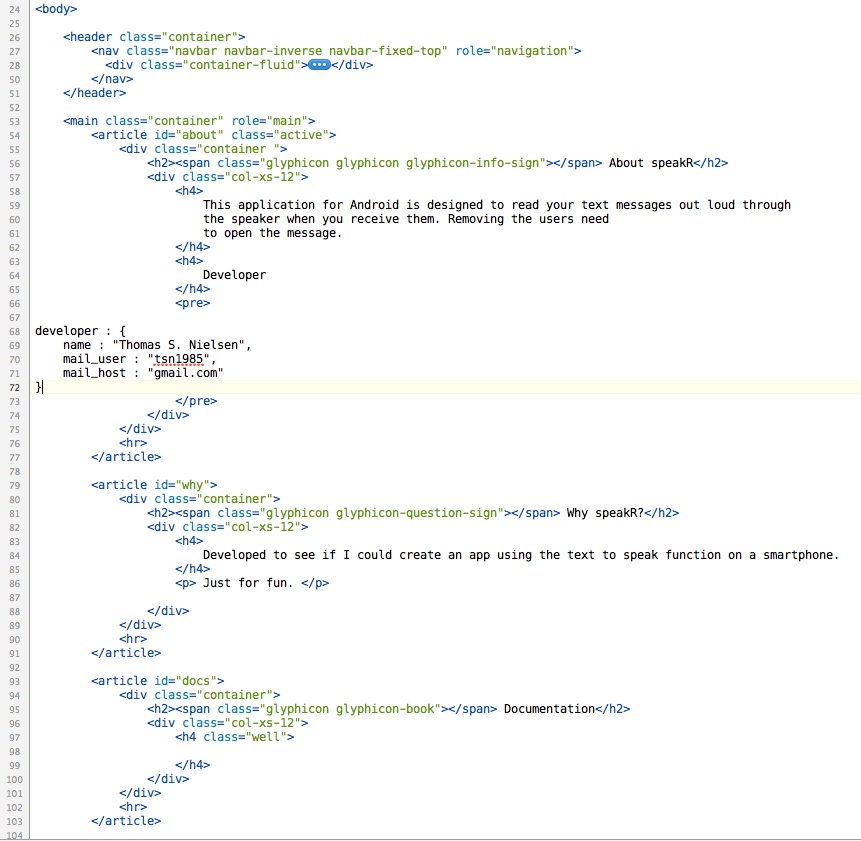 24 <body>
25
26 <header class="container">
27 <nav class="navbar navbar-inverse navbar-fixed-top" role="navigation">
28 <div class="container-fluid">•••</div>
50 </nav>
51 </header>
52
53 <main class="container" role="main">
54 <article id="about" class="active">
55 <div class="container ">
56 <h2><span class="glyphicon glyphicon glyphicon-info-sign"></span> About speakR</h2>
57 <div class="col-xs-12">
58 <h4>
59 This application for Android is designed to read your text messages out loud through
60 the speaker when you receive them. Removing the users need
61 to open the message.
62 </h4>
63 <h4>
64 Developer
65 </h4>
66 <pre>
67
68 developer : {
69 name : "Thomas S. Nielsen",
70 mail_user : "tsn1985",
71 mail_host : "gmail.com"
72 }
73 </pre>
74 </div>
75 </div>
76 <hr>
77 </article>
78
79 <article id="why">
80 <div class="container">
81 <h2><span class="glyphicon glyphicon-question-sign"></span> Why speakR?</h2>
82 <div class="col-xs-12">
83 <h4>
84 Developed to see if I could create an app using the text to speak function on a smartphone.
85 </h4>
86 <p> Just for fun. </p>
87
88 </div>
89 </div>
90 <hr>
91 </article>
92
93 <article id="docs">
94 <div class="container">
95 <h2><span class="glyphicon glyphicon-book"></span> Documentation</h2>
96 <div class="col-xs-12">
97 <h4 class="well">
98
99 </h4>
100 </div>
101 </div>
102 <hr>
103 </article>
104